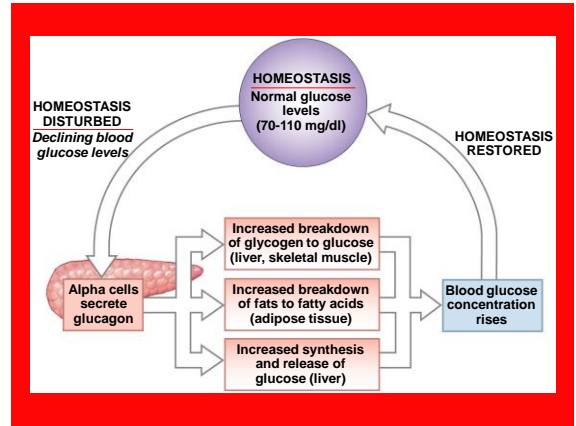 HOMEOSTASIS
Normal glucose
levels
(70-110 mg/dl)
HOMEOSTASIS
DISTURBED
Declining blood
glucose levels
HOMEOSTASIS
RESTORED
Alpha cells
secrete
glucagon
Increased breakdown
of glycogen to glucose
(liver, skeletal muscle)
Increased breakdown
of fats to fatty acids
(adipose tissue)
Increased synthesis
and release of
glucose (liver)
Blood glucose
concentration
rises